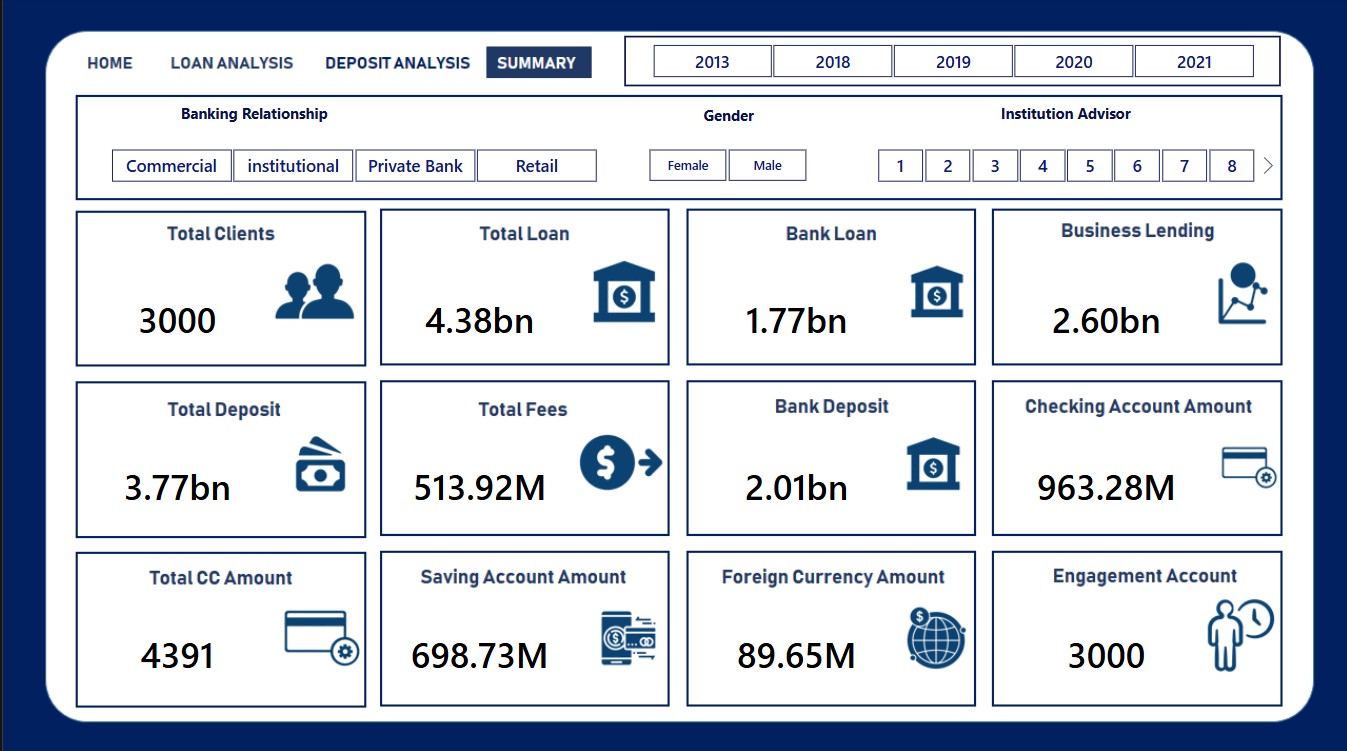 HOME LOAN ANALYSIS DEPOSIT ANALYSIS SUMMARY 2013 2018 2019 2020 2021
Banking Relationship Gender Institution Advisor
Commercial institutional Private Bank Retail Female Male 1 2 3 4 5 6 7 8
Total Clients Total Loan Bank Loan Business Lending
3000 4.38bn 1.77bn 2.60bn
Total Deposit Total Fees Bank Deposit Checking Account Amount
3.77bn 513.92M 2.01bn 963.28M
Total CC Amount Saving Account Amount Foreign Currency Amount Engagement Account
4391 698.73M 89.65M 3000